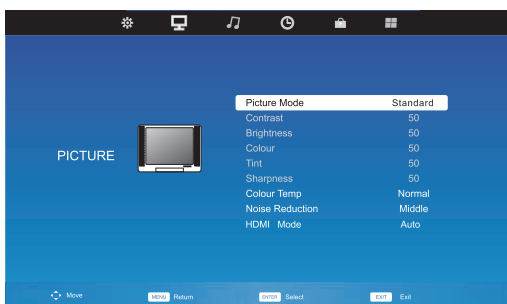 PICTURE
Picture Mode Standard
Contrast 50
Brightness 50
Colour 50
Tint 50
Sharpness 50
Colour Temp Normal
Noise Reduction Middle
HDMI Mode Auto
Move MENU Return ENTER Select EXIT Exit